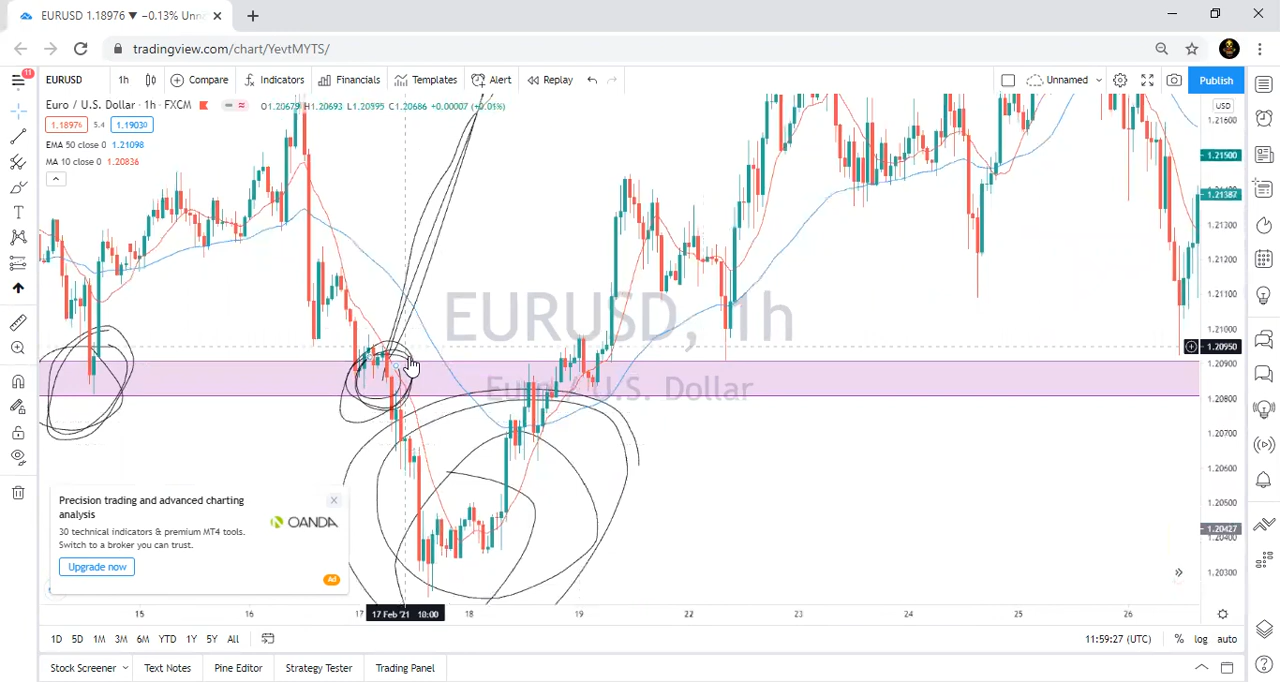 EURUSD 1.18976 ▼ −0.13% Unn
tradingview.com/chart/YevtMYTS/
11
EURUSD 1h Compare Indicators Financials Templates Alert Replay Unnamed Publish
Euro / U.S. Dollar · 1h · FXCM O1.20679 H1.20693 L1.20595 C1.20686 +0.00007 (+0.01%)
USD
1.18976 5.4 1.19030
EMA 50 close 0 1.21098
MA 10 close 0 1.20836
1.21600
1.21500
1.21387
1.21300
1.21200
1.21100
1.21000
1.20950
1.20900
1.20800
1.20700
1.20600
1.20500
1.20427
1.20400
1.20300
EURUSD, 1h
Euro / U.S. Dollar
Precision trading and advanced charting
analysis
OANDA
30 technical indicators & premium MT4 tools.
Switch to a broker you can trust.
Upgrade now
Ad
15 16 17 17 Feb '21 10:00 18 19 22 23 24 25 26
1D 5D 1M 3M 6M YTD 1Y 5Y All 11:59:27 (UTC) % log auto
Stock Screener Text Notes Pine Editor Strategy Tester Trading Panel